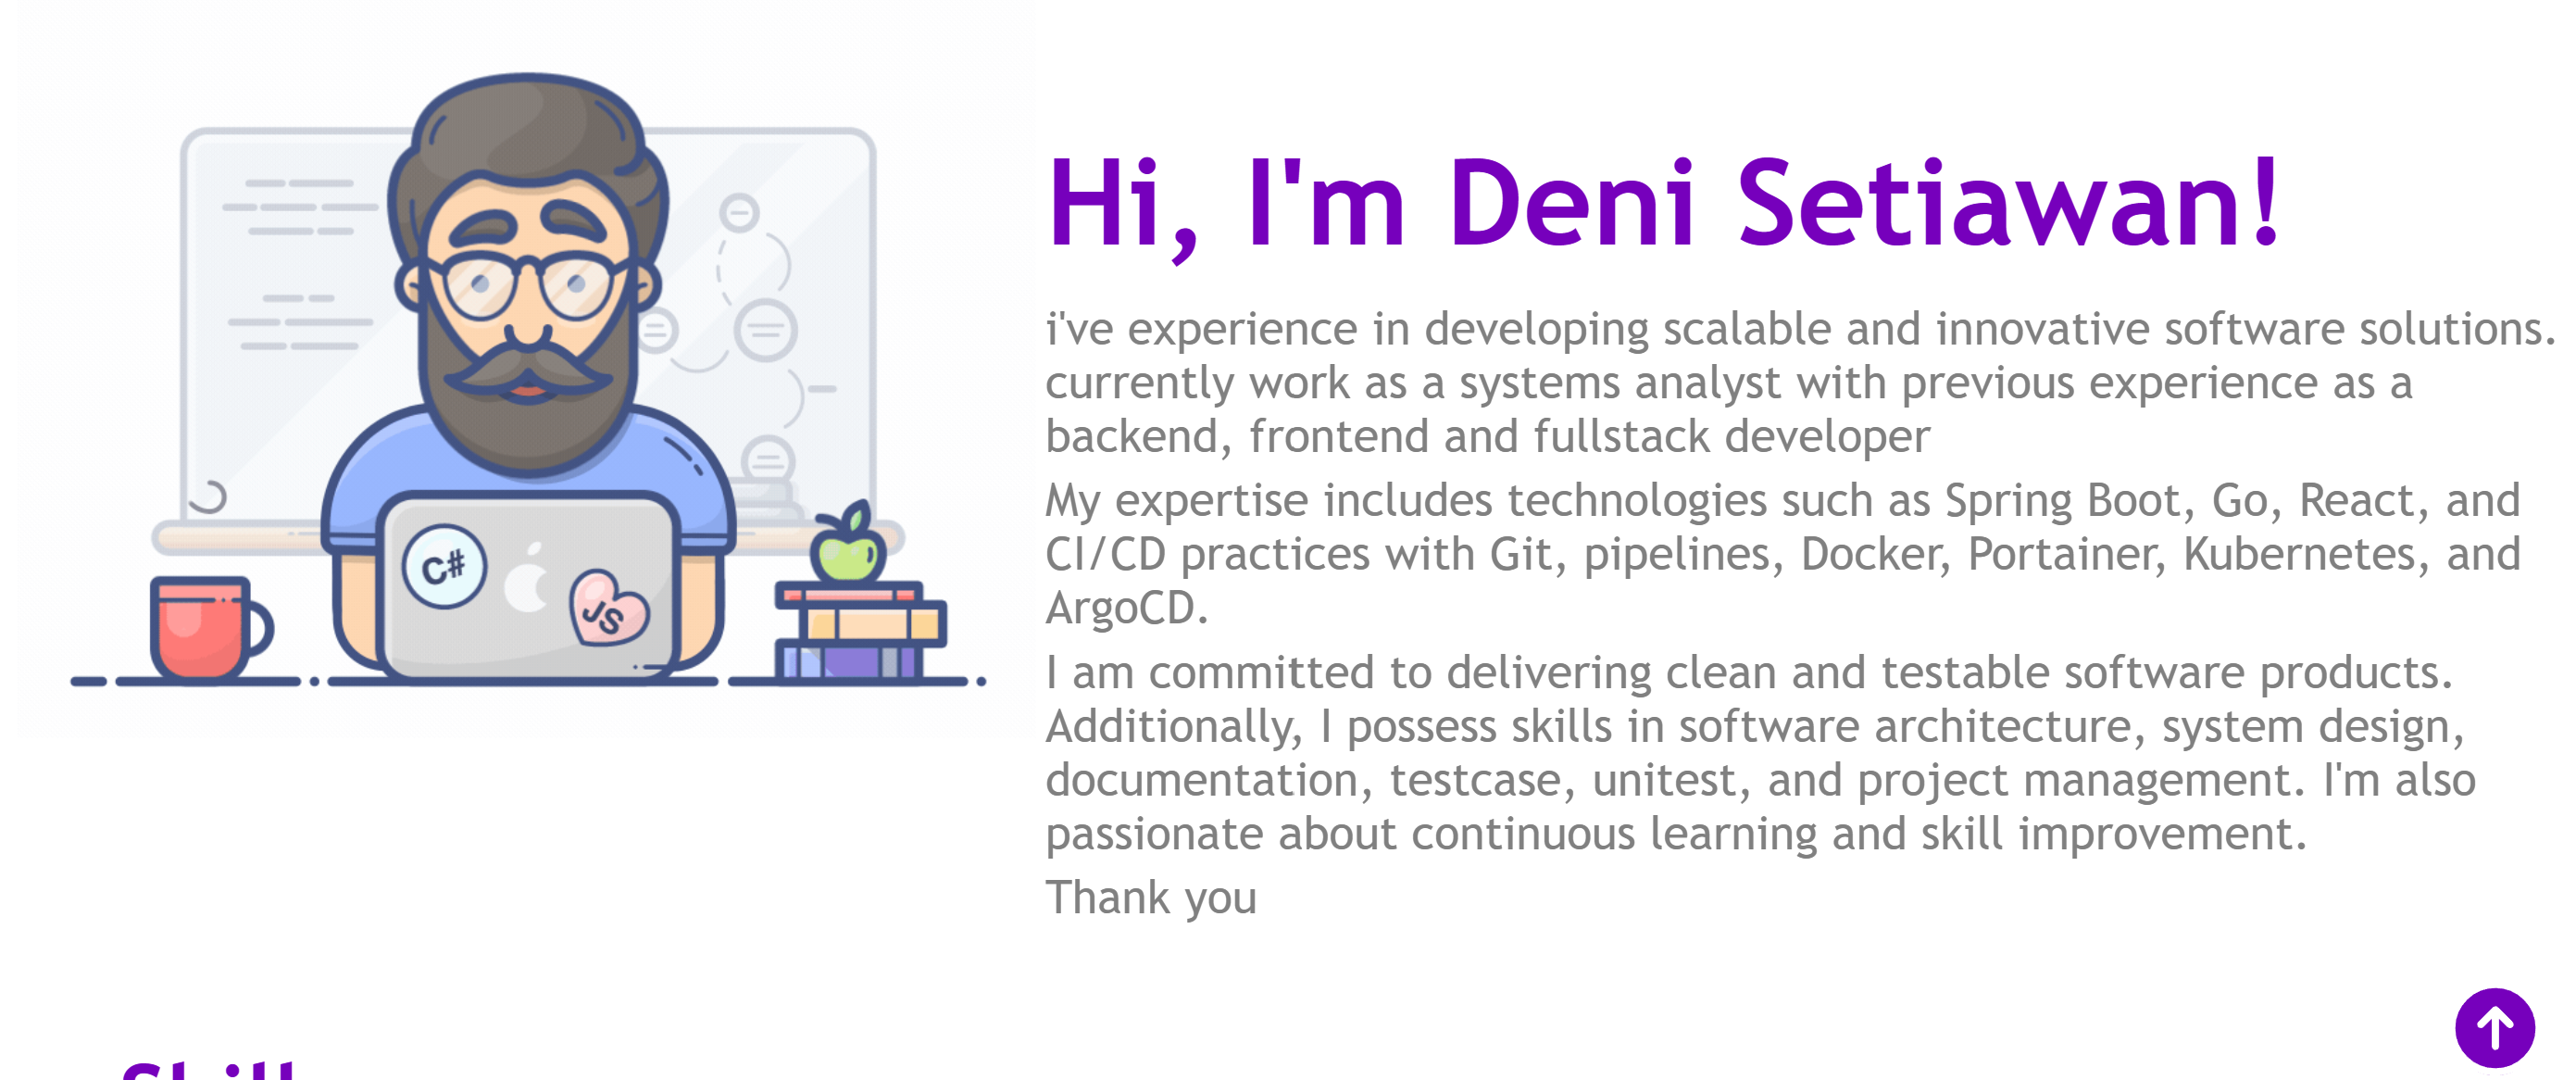 Hi, I'm Deni Setiawan!
i've experience in developing scalable and innovative software solutions.
currently work as a systems analyst with previous experience as a
backend, frontend and fullstack developer
My expertise includes technologies such as Spring Boot, Go, React, and
CI/CD practices with Git, pipelines, Docker, Portainer, Kubernetes, and
ArgoCD.
I am committed to delivering clean and testable software products.
Additionally, I possess skills in software architecture, system design,
documentation, testcase, unitest, and project management. I'm also
passionate about continuous learning and skill improvement.
Thank you
C#
JS
Skill